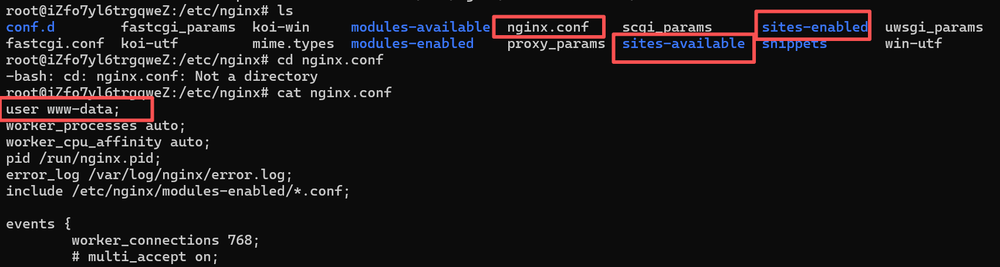 root@iZfo7yl6trgqweZ:/etc/nginx# ls
conf.d        fastcgi_params  koi-win     modules-available  nginx.conf    scgi_params      sites-enabled  uwsgi_params
fastcgi.conf  koi-utf         mime.types  modules-enabled    proxy_params  sites-available  snippets       win-utf
root@iZfo7yl6trgqweZ:/etc/nginx# cd nginx.conf
-bash: cd: nginx.conf: Not a directory
root@iZfo7yl6trgqweZ:/etc/nginx# cat nginx.conf
user www-data;
worker_processes auto;
worker_cpu_affinity auto;
pid /run/nginx.pid;
error_log /var/log/nginx/error.log;
include /etc/nginx/modules-enabled/*.conf;
events {
        worker_connections 768;
        # multi_accept on;